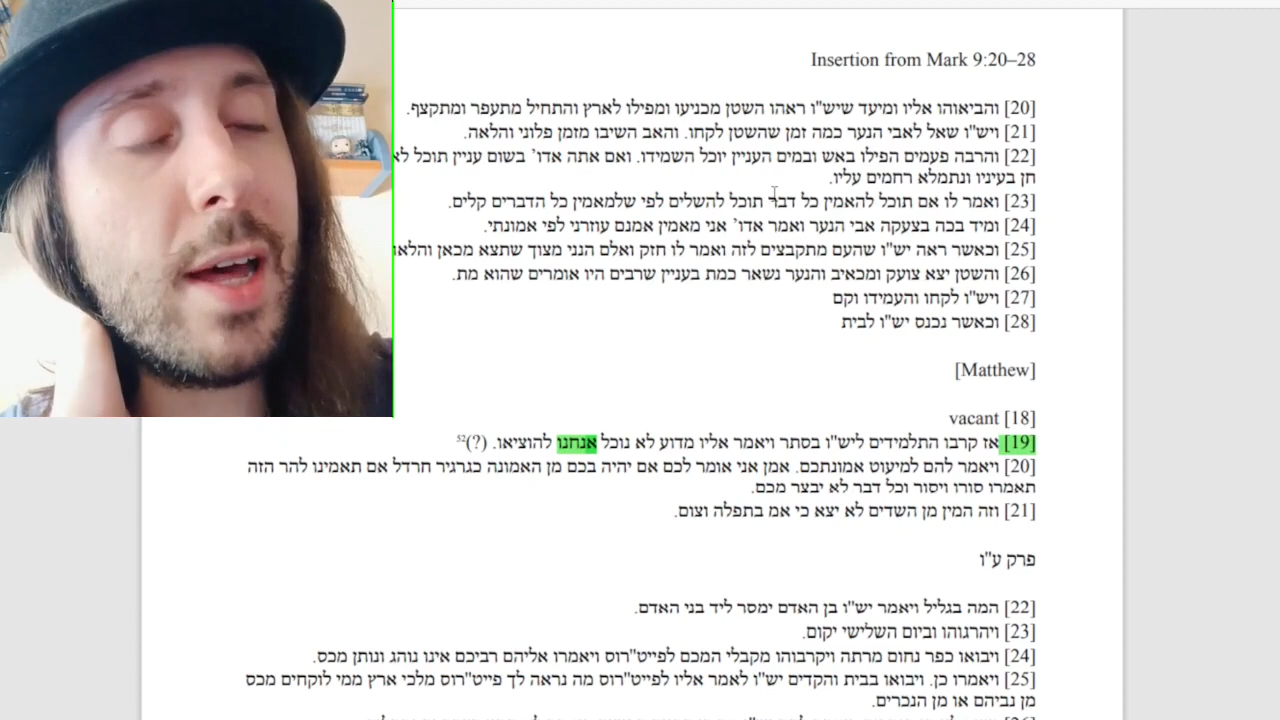 Insertion from Mark 9:20–28
[20] והביאוהו אליו ומיעד שיש"ו ראהו השטן מכניעו ומפילו לארץ והתחיל מתעפר ומתקצף.
[21] ויש"ו שאל לאבי הנער כמה זמן שהשטן לקחו. והאב השיבו מזמן פלוני והלאה.
[22] והרבה פעמים הפילו באש ובמים העניין יוכל השמידו. ואם אתה אדו' בשום עניין תוכל
חן בעיניו ונתמלא רחמים עליו.
[23] ואמר לו אם תוכל להאמין כל דבר תוכל להשלים לפי שלמאמין כל הדברים קלים.
[24] ומיד בכה בצעקה אבי הנער ואמר אדו' אני מאמין אמנם עוזרני לפי אמונתי.
[25] וכאשר ראה יש"ו שהעם מתקבצים לזה ואמר לו חזק ואלם הנני מצוך שתצא מכאן
[26] והשטן יצא צועק ומכאיב והנער נשאר כמת בעניין שרבים היו אומרים שהוא מת.
[27] ויש"ו לקחו והעמידו וקם
[28] וכאשר נכנס יש"ו לבית
[Matthew]
[18] vacant
[19] אז קרבו התלמידים ליש"ו בסתר ויאמר אליו מדוע לא נוכל אנחנו להוציאו. (?)52
[20] ויאמר להם למיעוט אמונתכם. אמן אני אומר לכם אם יהיה בכם מן האמונה כגרגיר חרדל אם תאמינו להר הזה
תאמרו סורו ויסור וכל דבר לא יבצר מכם.
[21] וזה המין מן השדים לא יצא כי אמ בתפלה וצום.
פרק ע"ו
[22] המה בגליל ויאמר יש"ו בן האדם ימסר ליד בני האדם.
[23] ויהרגוהו וביום השלישי יקום.
[24] ויבואו כפר נחום מרתה ויקרבוהו מקבלי המכם לפייט"רוס ויאמרו אליהם רביכם אינו נוהג ונותן מכס.
[25] ויאמרו כן. ויבואו בבית והקדים יש"ו לאמר אליו לפייט"רוס מה נראה לך פייט"רוס מלכי ארץ ממי לוקחים מכס
מן נביהם או מן הנכרים.